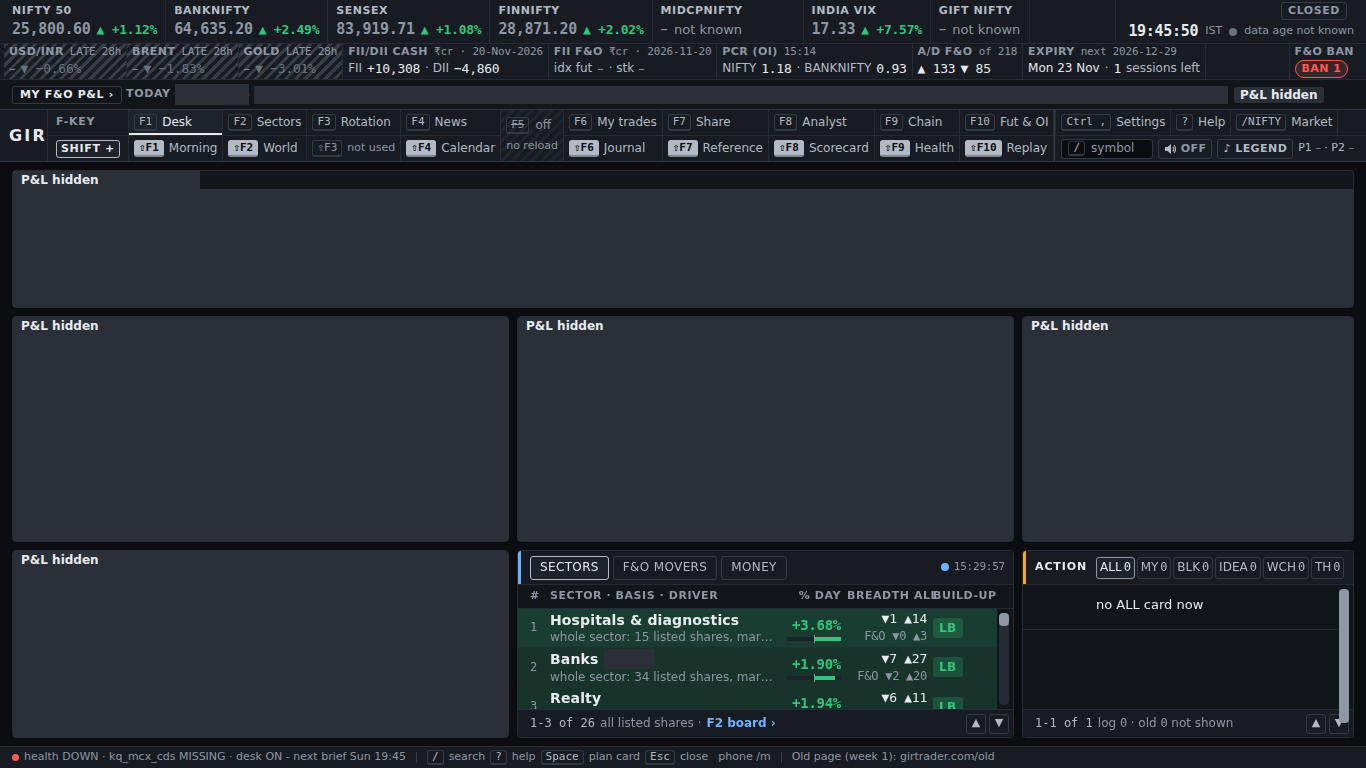 NIFTY 50 BANKNIFTY SENSEX FINNIFTY MIDCPNIFTY INDIA VIX GIFT NIFTY CLOSED
25,800.60 ▲ +1.12% 64,635.20 ▲ +2.49% 83,919.71 ▲ +1.08% 28,871.20 ▲ +2.02% – not known 17.33 ▲ +7.57% – not known 19:45:50 IST ● data age not known
USD/INR LATE 28h BRENT LATE 28h GOLD LATE 28h FII/DII CASH ₹cr · 20-Nov-2026 FII F&O ₹cr · 2026-11-20 PCR (OI) 15:14 A/D F&O of 218 EXPIRY next 2026-12-29 F&O BAN
– ▼ −0.66% – ▼ −1.83% – ▼ −3.01% FII +10,308 · DII −4,860 idx fut – · stk – NIFTY 1.18 · BANKNIFTY 0.93 ▲ 133 ▼ 85 Mon 23 Nov · 1 sessions left BAN 1
MY F&O P&L › TODAY P&L hidden
GIR F-KEY F1 Desk F2 Sectors F3 Rotation F4 News F5 off F6 My trades F7 Share F8 Analyst F9 Chain F10 Fut & OI Ctrl , Settings ? Help /NIFTY Market
SHIFT + ⇧F1 Morning ⇧F2 World ⇧F3 not used ⇧F4 Calendar no reload ⇧F6 Journal ⇧F7 Reference ⇧F8 Scorecard ⇧F9 Health ⇧F10 Replay / symbol OFF ♪ LEGEND P1 – · P2 –
P&L hidden
P&L hidden P&L hidden P&L hidden
P&L hidden
SECTORS F&O MOVERS MONEY 15:29:57
# SECTOR · BASIS · DRIVER % DAY BREADTH ALL BUILD-UP
1 Hospitals & diagnostics +3.68% ▼1 ▲14 LB
whole sector: 15 listed shares, mar… F&O ▼0 ▲3
2 Banks +1.90% ▼7 ▲27 LB
whole sector: 34 listed shares, mar… F&O ▼2 ▲20
3 Realty +1.94% ▼6 ▲11 LB
1-3 of 26 all listed shares · F2 board › ▲ ▼
ACTION ALL 0 MY 0 BLK 0 IDEA 0 WCH 0 TH 0
no ALL card now
1-1 of 1 log 0 · old 0 not shown ▲ ▼
health DOWN · kq_mcx_cds MISSING · desk ON - next brief Sun 19:45 / search ? help Space plan card Esc close phone /m Old page (week 1): girtrader.com/old